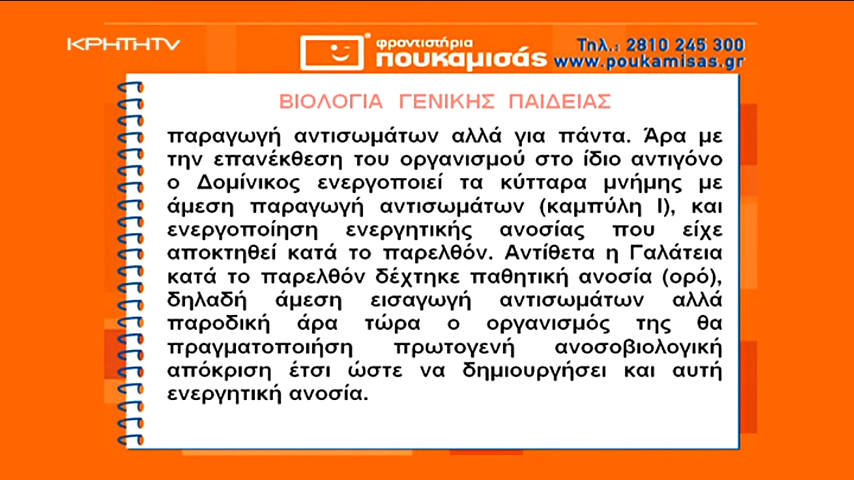 ΚΡΗΤΗTV
φροντιστήρια
πουκαμισάς
Τηλ.: 2810 245 300
www.poukamisas.gr
ΒΙΟΛΟΓΙΑ ΓΕΝΙΚΗΣ ΠΑΙΔΕΙΑΣ
παραγωγή αντισωμάτων αλλά για πάντα. Άρα με
την επανέκθεση του οργανισμού στο ίδιο αντιγόνο
ο Δομίνικος ενεργοποιεί τα κύτταρα μνήμης με
άμεση παραγωγή αντισωμάτων (καμπύλη Ι), και
ενεργοποίηση ενεργητικής ανοσίας που είχε
αποκτηθεί κατά το παρελθόν. Αντίθετα η Γαλάτεια
κατά το παρελθόν δέχτηκε παθητική ανοσία (ορό),
δηλαδή άμεση εισαγωγή αντισωμάτων αλλά
παροδική άρα τώρα ο οργανισμός της θα
πραγματοποιήση πρωτογενή ανοσοβιολογική
απόκριση έτσι ώστε να δημιουργήσει και αυτή
ενεργητική ανοσία.